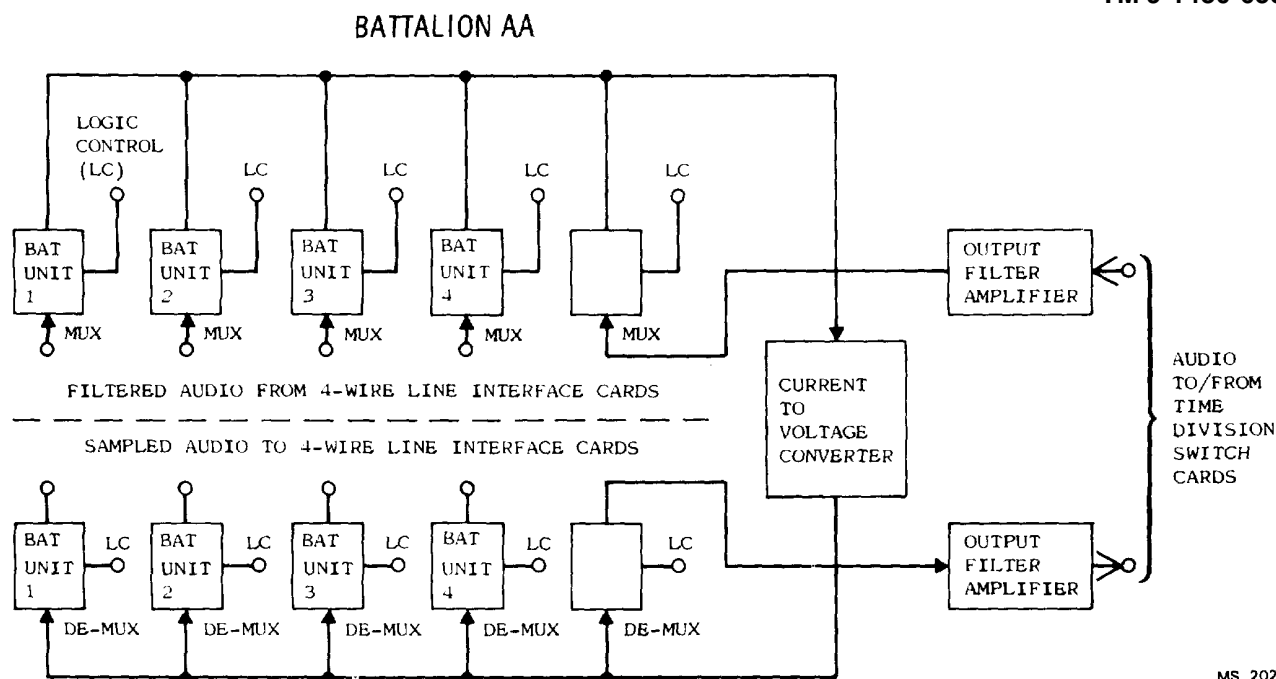 BATTALION AA
LOGIC
CONTROL
(LC)
LC
LC
LC
LC
BAT
UNIT
1
BAT
UNIT
2
BAT
UNIT
3
BAT
UNIT
4
OUTPUT
FILTER
AMPLIFIER
MUX
MUX
MUX
MUX
MUX
FILTERED AUDIO FROM 4-WIRE LINE INTERFACE CARDS
CURRENT
TO
VOLTAGE
CONVERTER
AUDIO
TO/FROM
TIME
DIVISION
SWITCH
CARDS
SAMPLED AUDIO TO 4-WIRE LINE INTERFACE CARDS
BAT
UNIT
1
LC
BAT
UNIT
2
LC
BAT
UNIT
3
LC
BAT
UNIT
4
LC
LC
OUTPUT
FILTER
AMPLIFIER
DE-MUX
DE-MUX
DE-MUX
DE-MUX
DE-MUX
MS 202